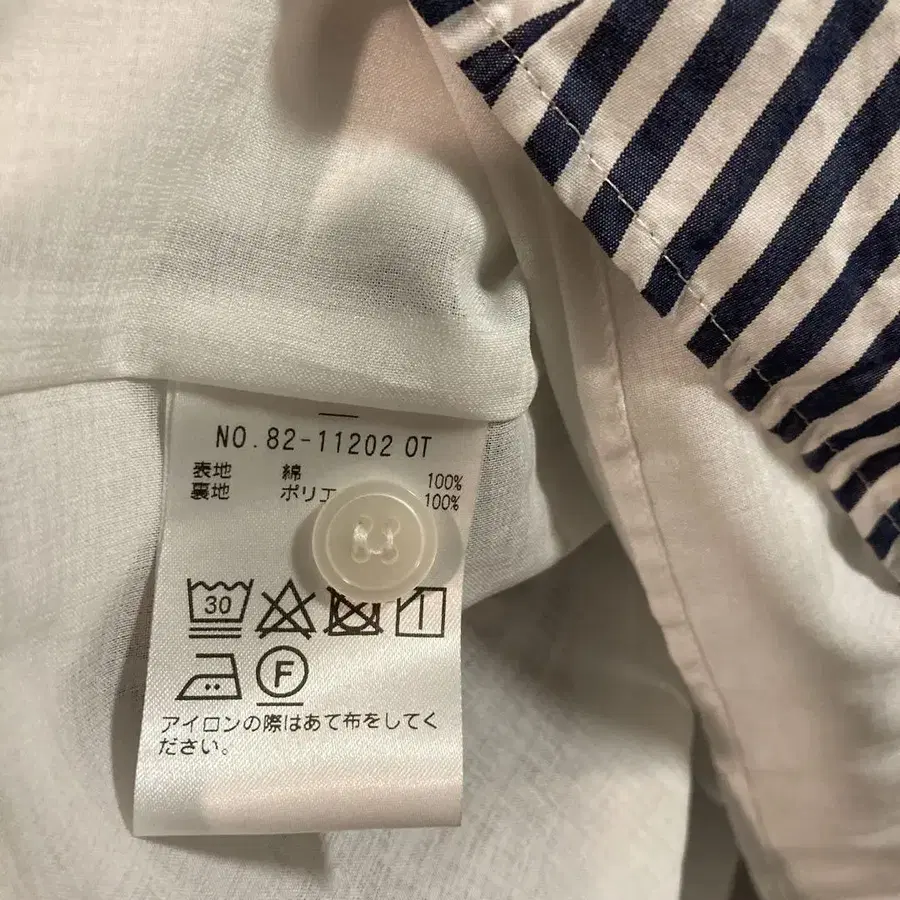 NO.82-11202 OT
表地 綿 100%
裏地 ポリエ 100%
30
F
アイロンの際はあて布をしてく
ださい。